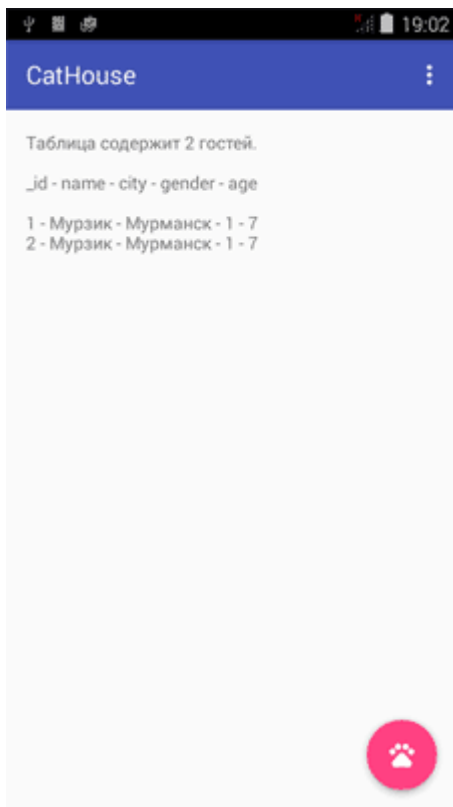 19:02
CatHouse
Таблица содержит 2 гостей.
_id - name - city - gender - age
1 - Мурзик - Мурманск - 1 - 7
2 - Мурзик - Мурманск - 1 - 7